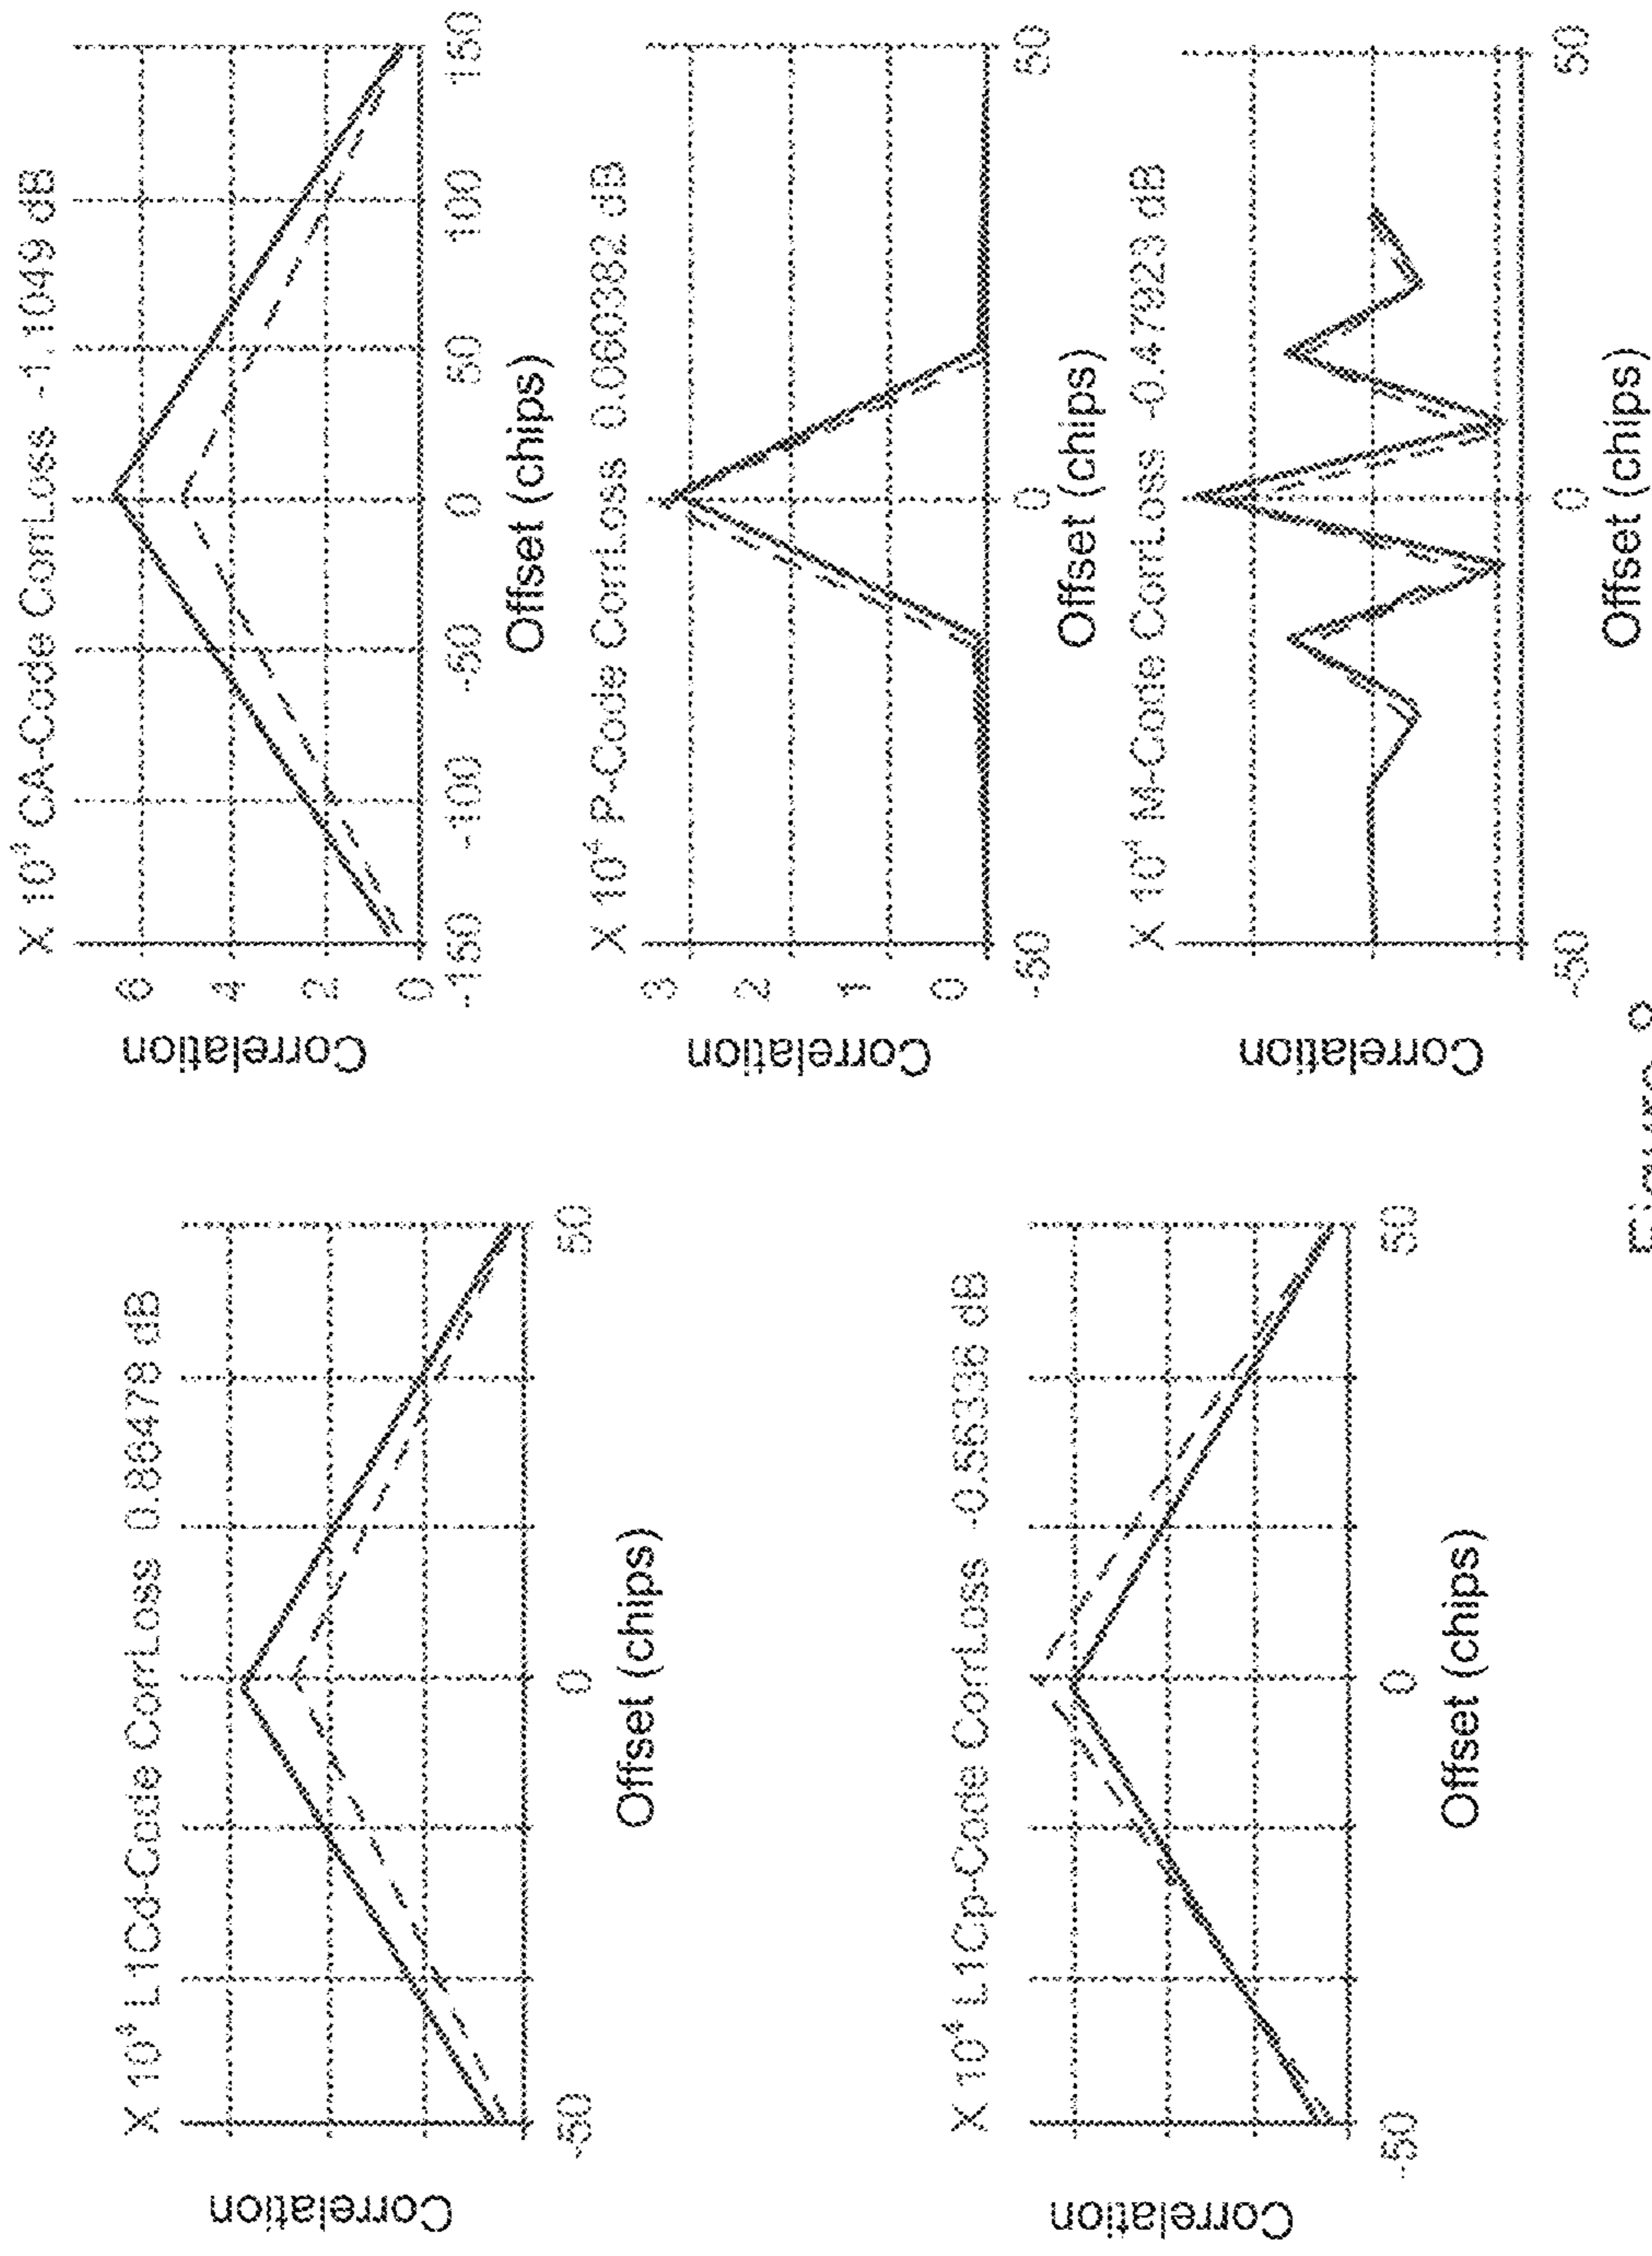 X 10⁴ L1Cd-Code CorrLoss 0.86478 dB
Correlation
-50 0 50
Offset (chips)
X 10⁴ L1Cp-Code CorrLoss -0.55336 dB
Correlation
-50 0 50
Offset (chips)
CA-Code CorrLoss -1.1049 dB
Correlation
6
4
2
0
-150 -100 -50 0 50 100 150
Offset (chips)
X 10⁴ P-Code CorrLoss 0.060382 dB
Correlation
3
2
1
0
-50 0 50
Offset (chips)
X 10⁴ M-Code CorrLoss -0.47923 dB
Correlation
-50 0 50
Offset (chips)
Figure